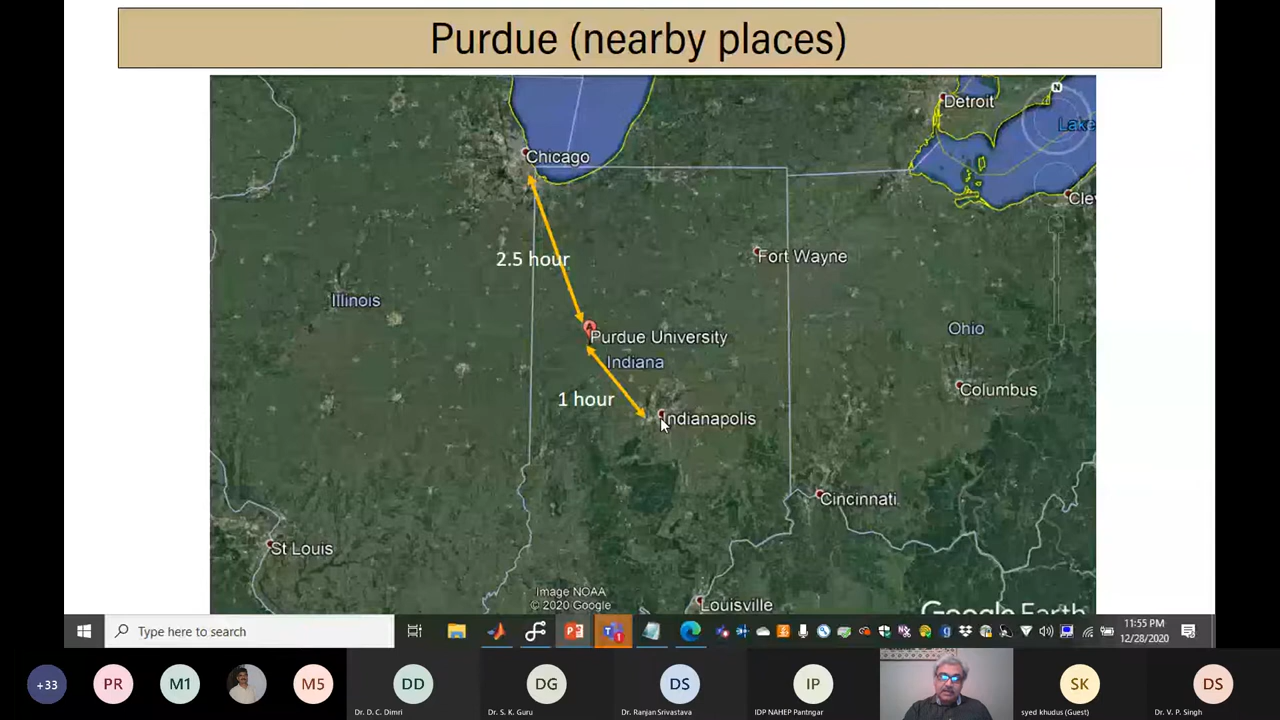 Purdue (nearby places)
Detroit
N
Lake
Chicago
Cle
2.5 hour
Fort Wayne
Illinois
A
Purdue University
Ohio
Indiana
1 hour
Columbus
Indianapolis
Cincinnati
St Louis
Image NOAA
© 2020 Google
Louisville
Google Earth
Type here to search
11:55 PM
12/28/2020
+33
PR
M1
M5
DD
Dr. D. C. Dimri
DG
Dr. S. K. Guru
DS
Dr. Ranjan Srivastava
IP
IDP NAHEP Pantngar
SK
syed khudus (Guest)
DS
Dr. V. P. Singh